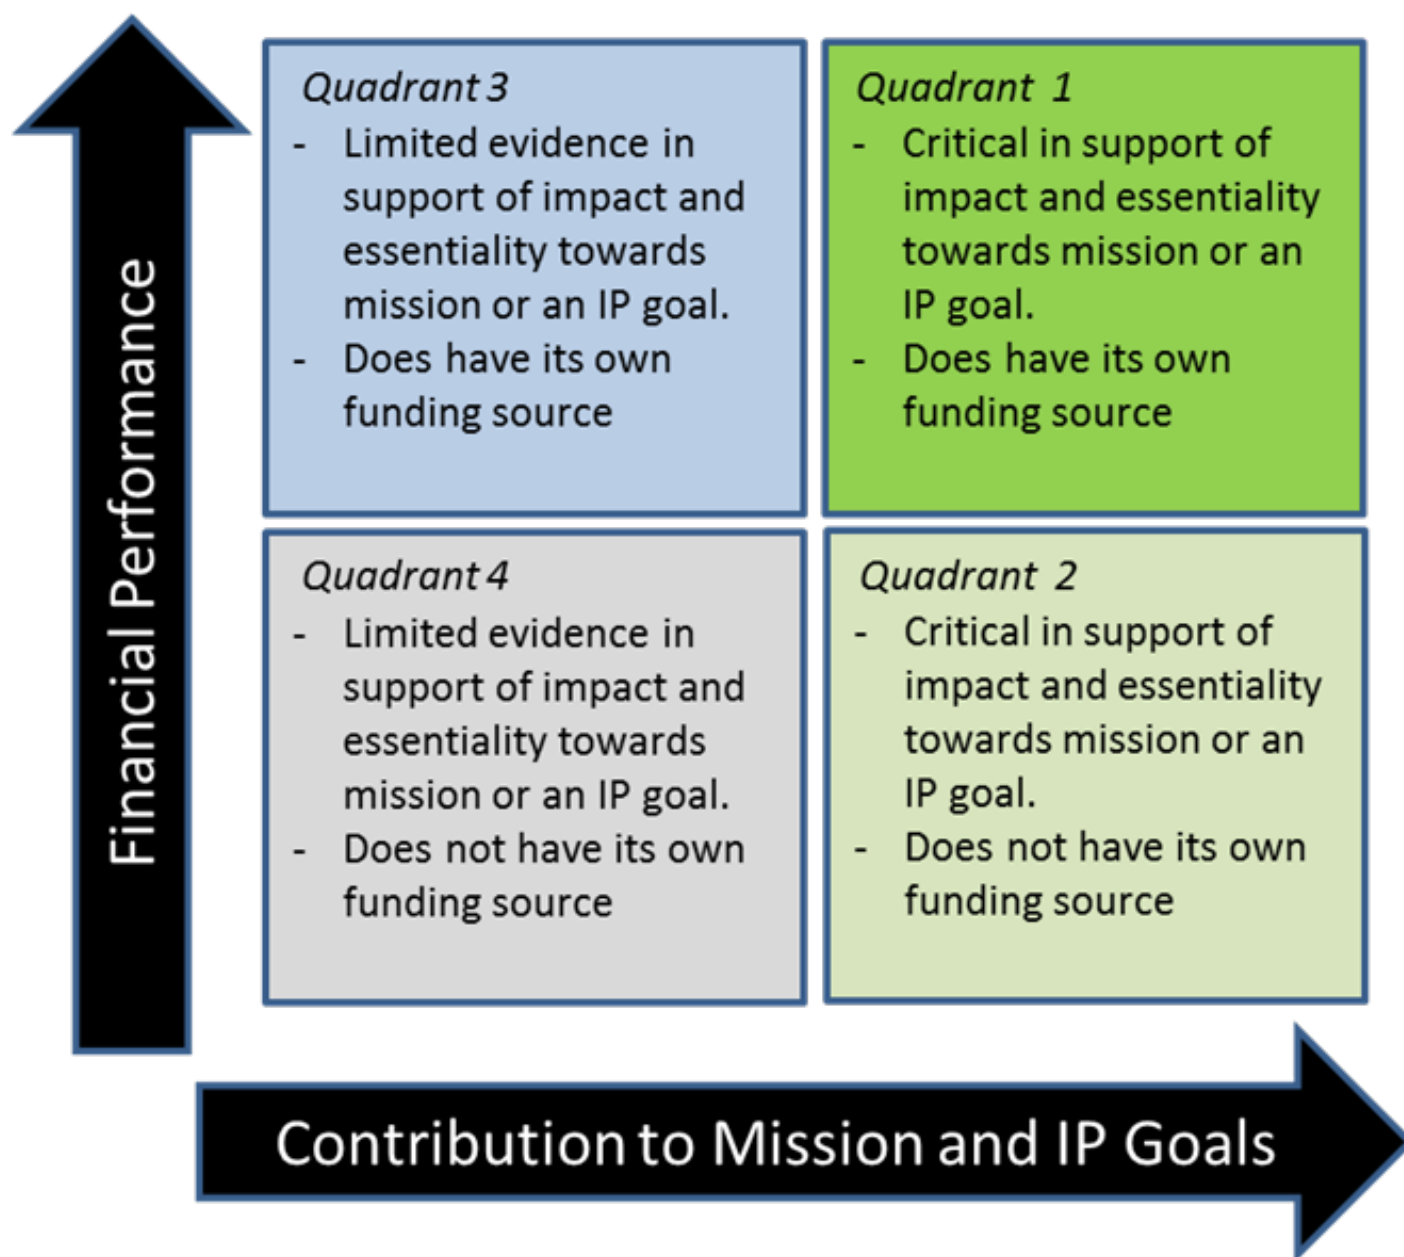 Financial Performance
Quadrant 3
- Limited evidence in
support of impact and
essentiality towards
mission or an IP goal.
- Does have its own
funding source
Quadrant 1
- Critical in support of
impact and essentiality
towards mission or an
IP goal.
- Does have its own
funding source
Quadrant 4
- Limited evidence in
support of impact and
essentiality towards
mission or an IP goal.
- Does not have its own
funding source
Quadrant 2
- Critical in support of
impact and essentiality
towards mission or an
IP goal.
- Does not have its own
funding source
Contribution to Mission and IP Goals